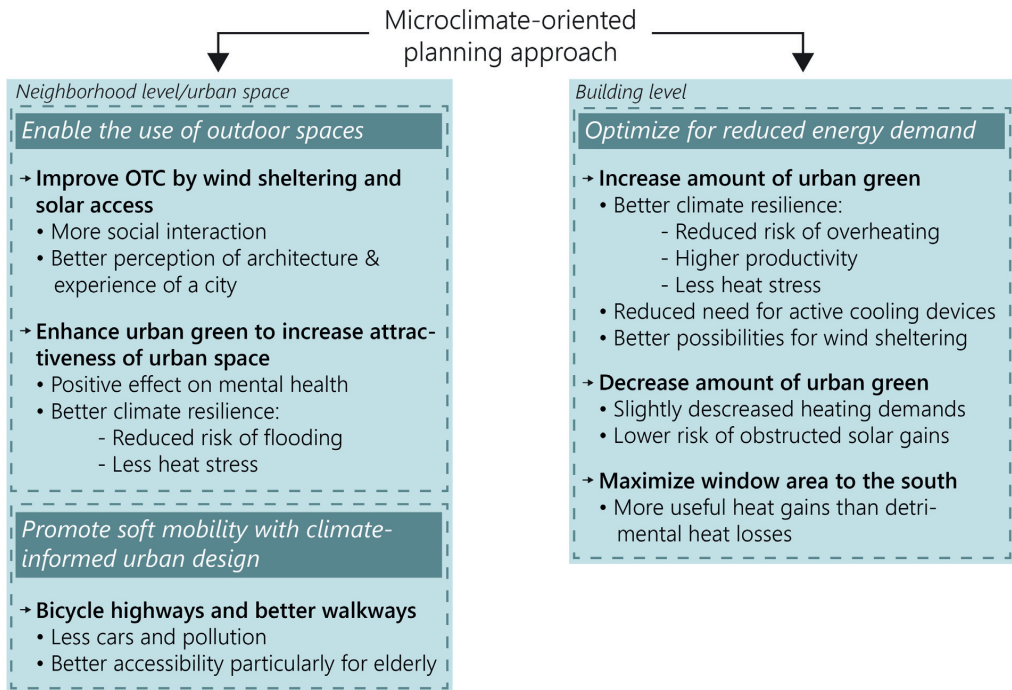 Microclimate-oriented
planning approach
Neighborhood level/urban space
Enable the use of outdoor spaces
→ Improve OTC by wind sheltering and
solar access
• More social interaction
• Better perception of architecture &
experience of a city
→ Enhance urban green to increase attrac-
tiveness of urban space
• Positive effect on mental health
• Better climate resilience:
- Reduced risk of flooding
- Less heat stress
Promote soft mobility with climate-
informed urban design
→ Bicycle highways and better walkways
• Less cars and pollution
• Better accessibility particularly for elderly
Building level
Optimize for reduced energy demand
→ Increase amount of urban green
• Better climate resilience:
- Reduced risk of overheating
- Higher productivity
- Less heat stress
• Reduced need for active cooling devices
• Better possibilities for wind sheltering
→ Decrease amount of urban green
• Slightly descreased heating demands
• Lower risk of obstructed solar gains
→ Maximize window area to the south
• More useful heat gains than detri-
mental heat losses